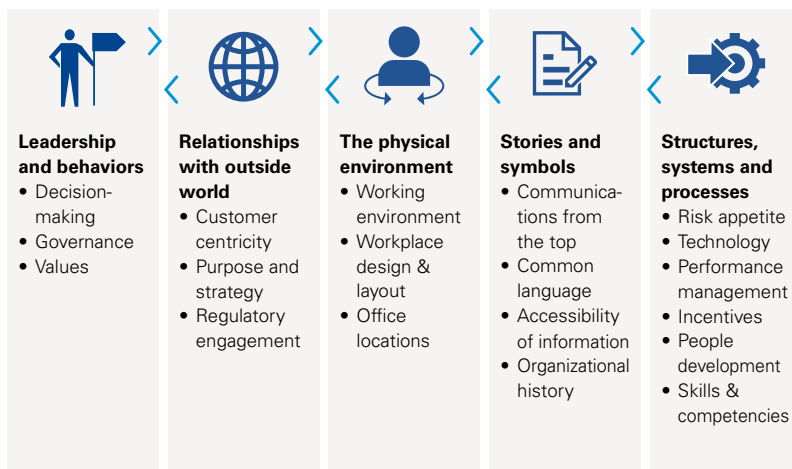 Leadership
and behaviors
• Decision-
making
• Governance
• Values
Relationships
with outside
world
• Customer
centricity
• Purpose and
strategy
• Regulatory
engagement
The physical
environment
• Working
environment
• Workplace
design &
layout
• Office
locations
Stories and
symbols
• Communica-
tions from
the top
• Common
language
• Accessibility
of information
• Organizational
history
Structures,
systems and
processes
• Risk appetite
• Technology
• Performance
management
• Incentives
• People
development
• Skills &
competencies